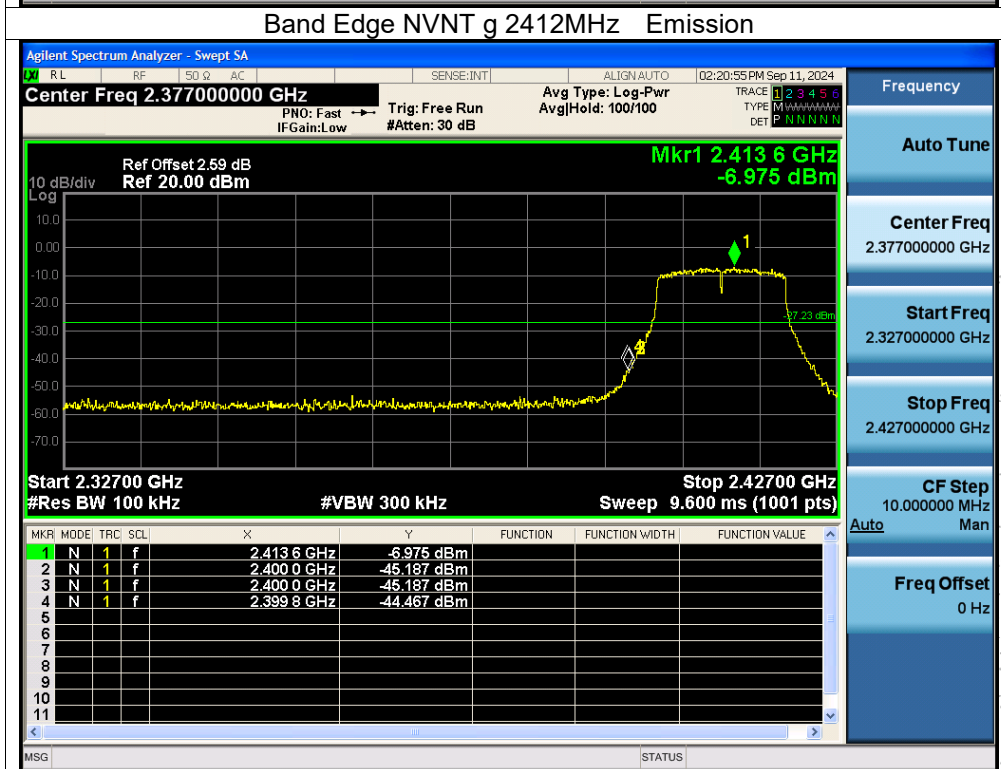 Band Edge NVNT g 2412MHz Emission
Agilent Spectrum Analyzer - Swept SA
LXI RL RF 50 Ω AC SENSE:INT ALIGN AUTO 02:20:55 PM Sep 11, 2024
Center Freq 2.377000000 GHz
PNO: Fast
IFGain:Low
Trig: Free Run
#Atten: 30 dB
Avg Type: Log-Pwr
Avg|Hold: 100/100
TRACE 1 2 3 4 5 6
TYPE M WWWWW
DET P N N N N N
Mkr1 2.413 6 GHz
-6.975 dBm
Ref Offset 2.59 dB
10 dB/div Ref 20.00 dBm
Log
10.0
0.00
-10.0
-20.0
-30.0
-40.0
-50.0
-60.0
-70.0
1
-27.23 dBm
Start 2.32700 GHz Stop 2.42700 GHz
#Res BW 100 kHz #VBW 300 kHz Sweep 9.600 ms (1001 pts)
MKR MODE TRC SCL X Y FUNCTION FUNCTION WIDTH FUNCTION VALUE
1 N 1 f 2.413 6 GHz -6.975 dBm
2 N 1 f 2.400 0 GHz -45.187 dBm
3 N 1 f 2.400 0 GHz -45.187 dBm
4 N 1 f 2.399 8 GHz -44.467 dBm
5
6
7
8
9
10
11
MSG STATUS
Frequency
Auto Tune
Center Freq
2.377000000 GHz
Start Freq
2.327000000 GHz
Stop Freq
2.427000000 GHz
CF Step
10.000000 MHz
Auto Man
Freq Offset
0 Hz